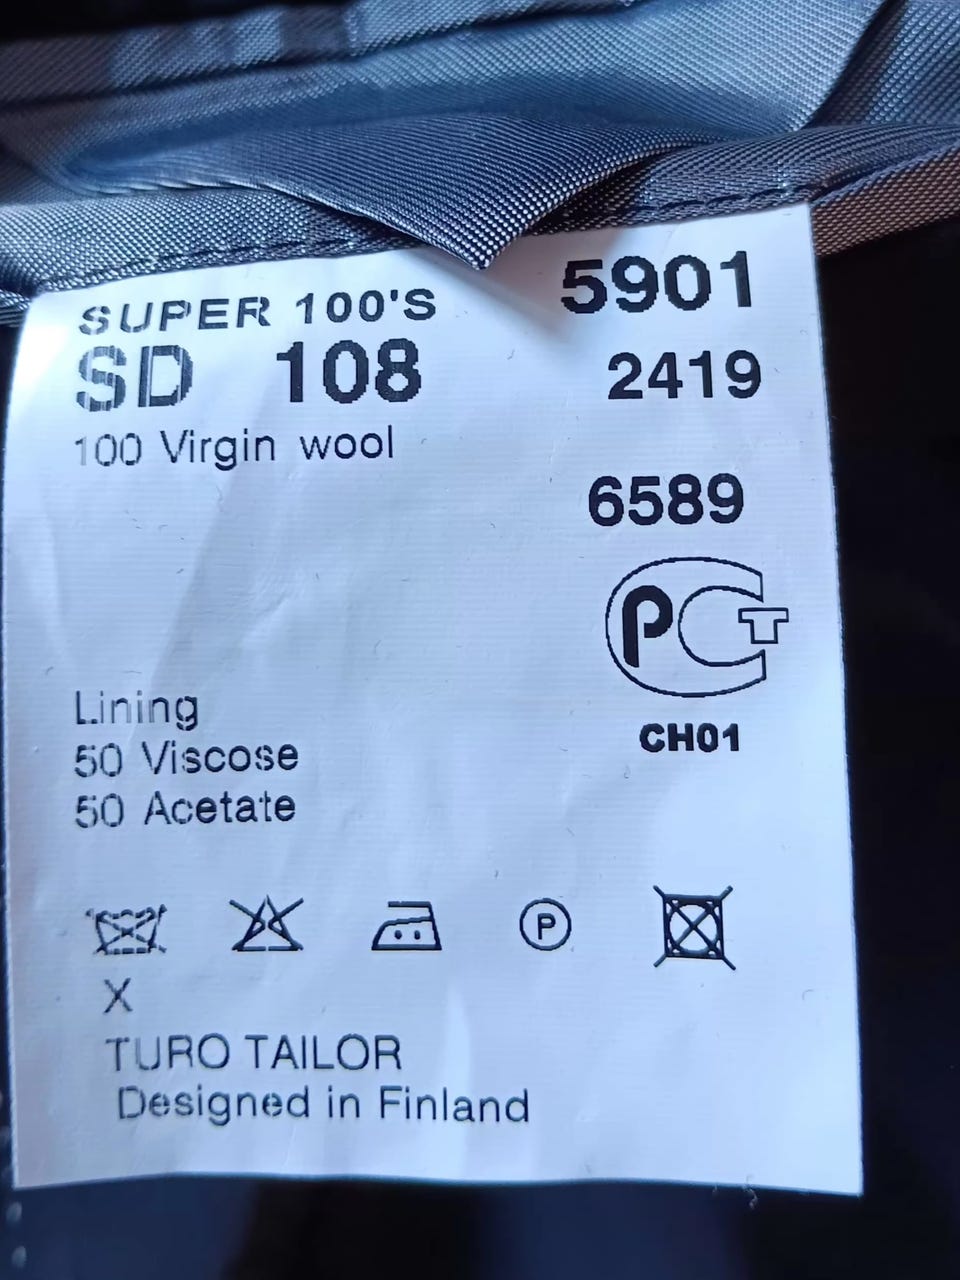 SUPER 100'S
SD 108
100 Virgin wool
5901
2419
6589
PCT
CH01
Lining
50 Viscose
50 Acetate
P
X
TURO TAILOR
Designed in Finland